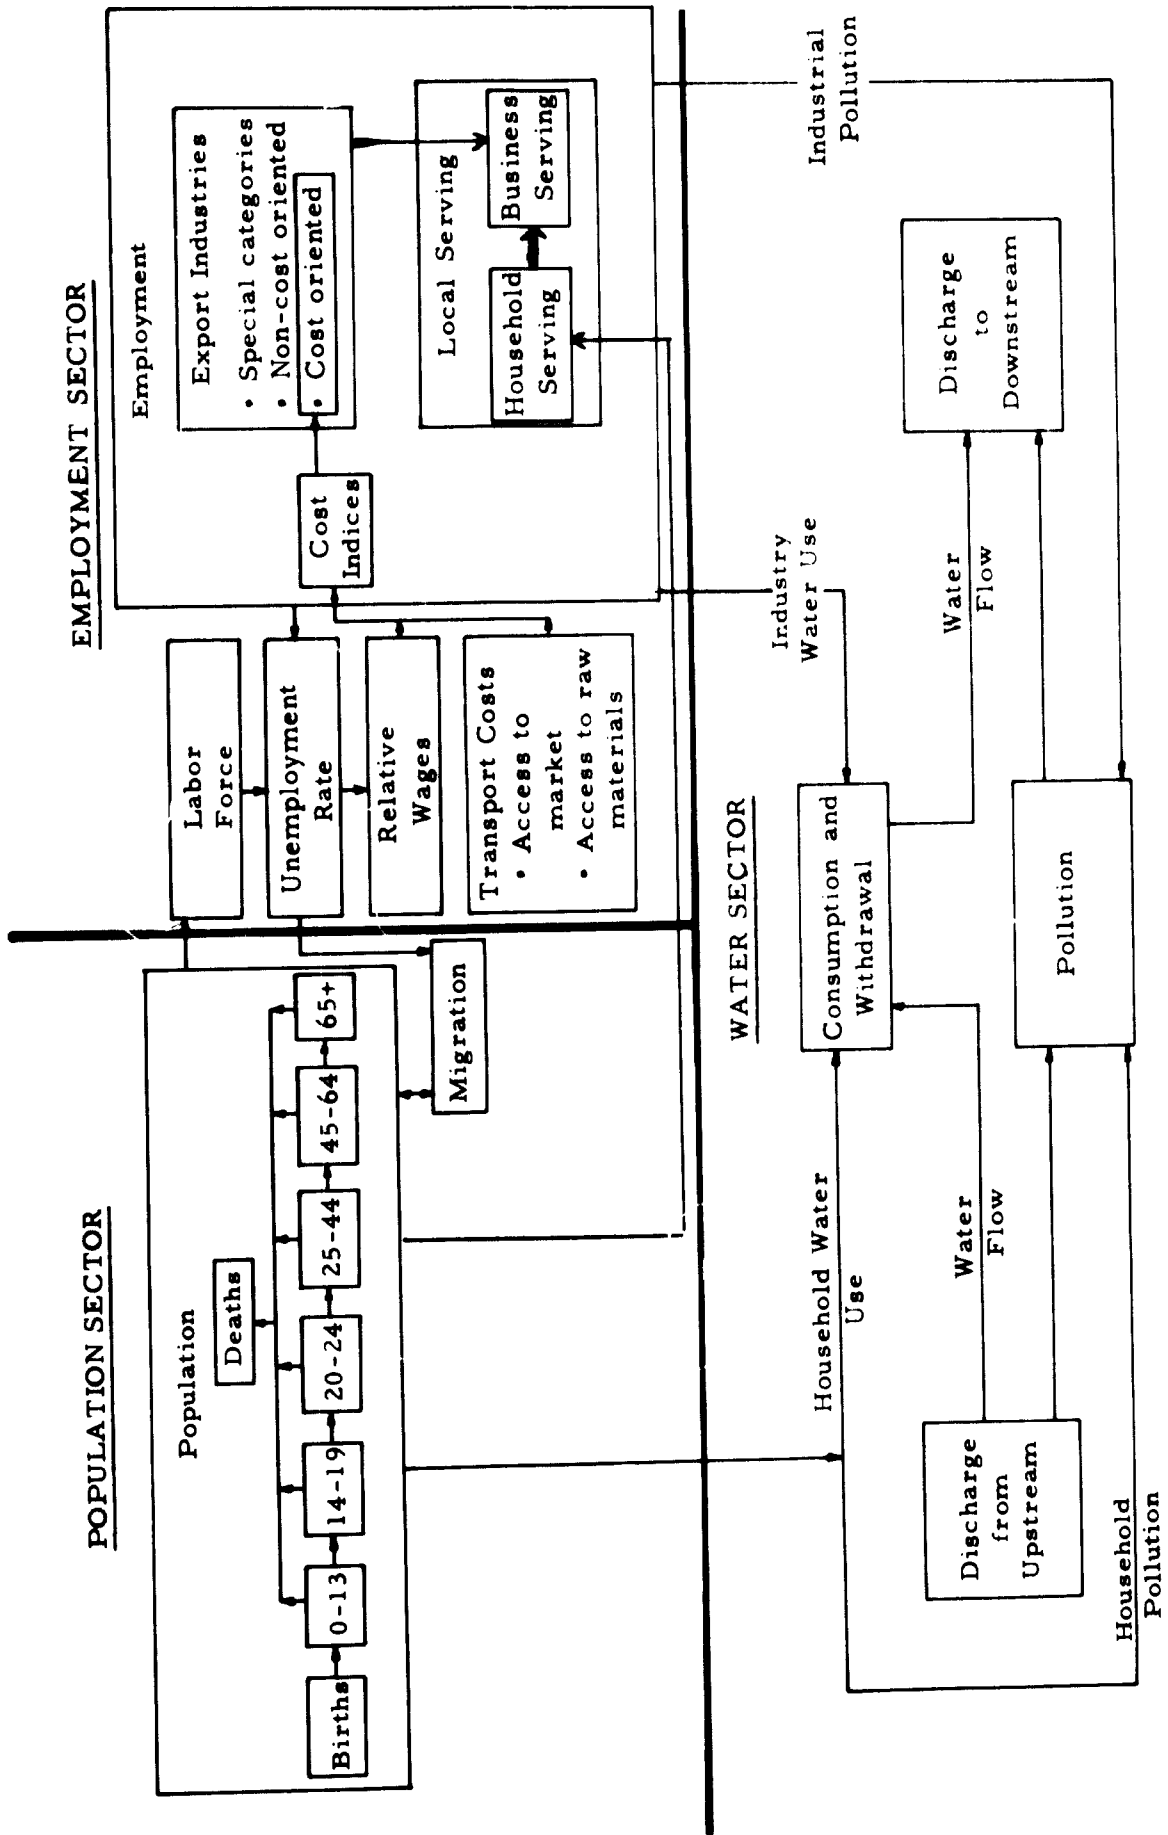 POPULATION SECTOR
Population
Deaths
Births
0-13
14-19
20-24
25-44
45-64
65+
Migration
EMPLOYMENT SECTOR
Labor
Force
Unemployment
Rate
Relative
Wages
Transport Costs
• Access to
market
• Access to raw
materials
Employment
Cost
Indices
Export Industries
• Special categories
• Non-cost oriented
• Cost oriented
Local Serving
Household
Serving
Business
Serving
WATER SECTOR
Household Water
Use
Industry
Water Use
Industrial
Pollution
Consumption and
Withdrawal
Water
Flow
Water
Flow
Discharge
from
Upstream
Discharge
to
Downstream
Pollution
Household
Pollution